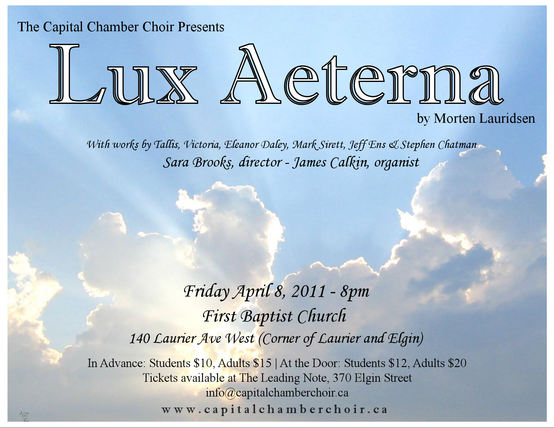 The Capital Chamber Choir Presents
Lux Aeterna
by Morten Lauridsen
With works by Tallis, Victoria, Eleanor Daley, Mark Sirett, Jeff Ens & Stephen Chatman
Sara Brooks, director - James Calkin, organist
Friday April 8, 2011 - 8pm
First Baptist Church
140 Laurier Ave West (Corner of Laurier and Elgin)
In Advance: Students $10, Adults $15 | At the Door: Students $12, Adults $20
Tickets available at The Leading Note, 370 Elgin Street
info@capitalchamberchoir.ca
www.capitalchamberchoir.ca